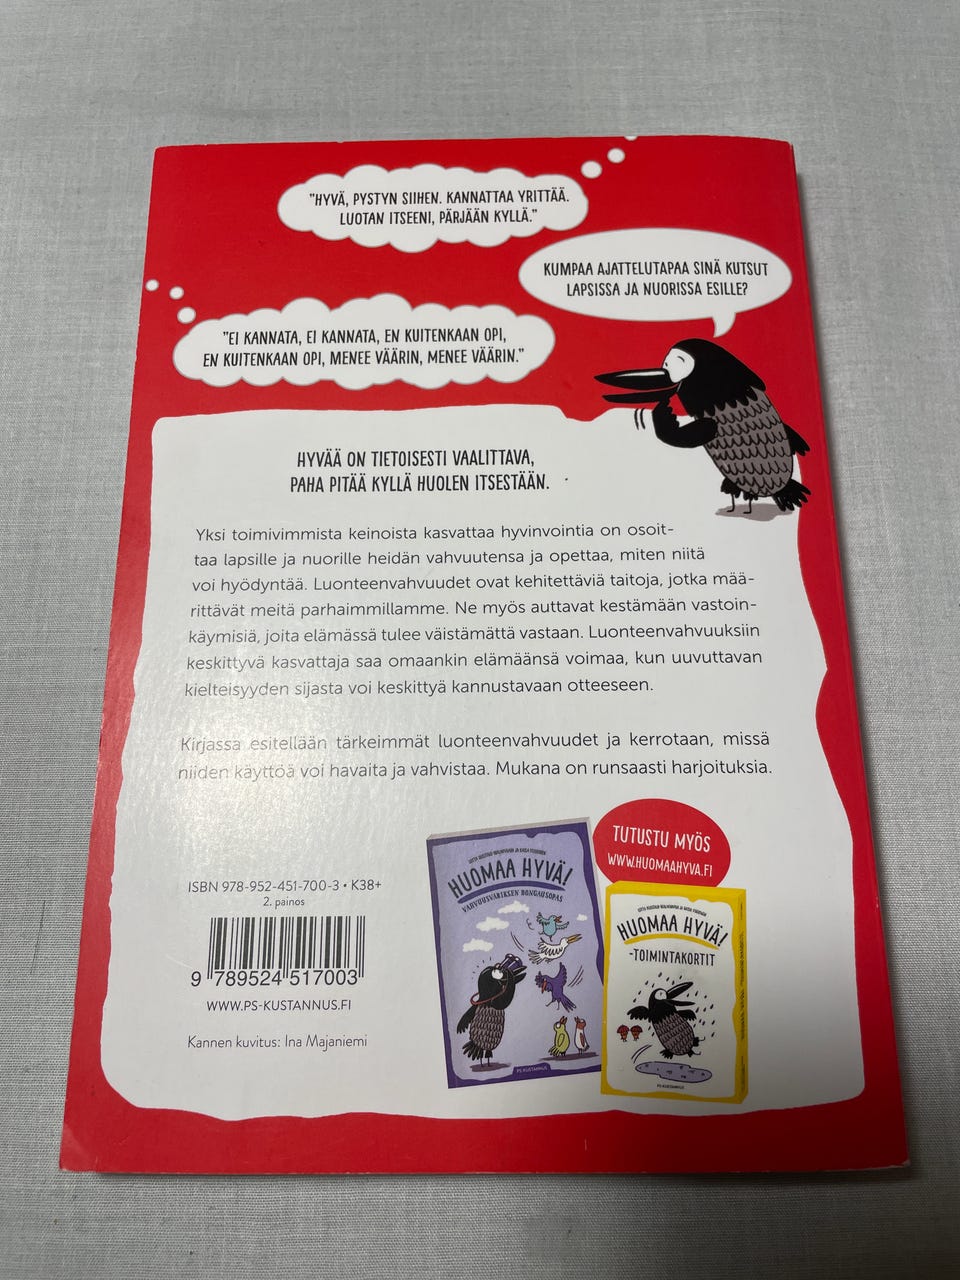 "HYVÄ, PYSTYN SIIHEN. KANNATTAA YRITTÄÄ.
LUOTAN ITSEENI, PÄRJÄÄN KYLLÄ."
KUMPAA AJATTELUTAPAA SINÄ KUTSUT
LAPSISSA JA NUORISSA ESILLE?
"EI KANNATA, EI KANNATA, EN KUITENKAAN OPI,
EN KUITENKAAN OPI, MENEE VÄÄRIN, MENEE VÄÄRIN."
HYVÄÄ ON TIETOISESTI VAALITTAVA,
PAHA PITÄÄ KYLLÄ HUOLEN ITSESTÄÄN.
Yksi toimivimmista keinoista kasvattaa hyvinvointia on osoit-
taa lapsille ja nuorille heidän vahvuutensa ja opettaa, miten niitä
voi hyödyntää. Luonteenvahvuudet ovat kehitettäviä taitoja, jotka mää-
rittävät meitä parhaimmillamme. Ne myös auttavat kestämään vastoin-
käymisiä, joita elämässä tulee väistämättä vastaan. Luonteenvahvuuksiin
keskittyvä kasvattaja saa omaankin elämäänsä voimaa, kun uuvuttavan
kielteisyyden sijasta voi keskittyä kannustavaan otteeseen.
Kirjassa esitellään tärkeimmät luonteenvahvuudet ja kerrotaan, missä
niiden käyttöä voi havaita ja vahvistaa. Mukana on runsaasti harjoituksia.
TUTUSTU MYÖS
WWW.HUOMAAHYVA.FI
HUOMAA HYVÄ!
VAHVUUSVARIKSEN BONGAUSOPAS
PS-KUSTANNUS
HUOMAA HYVÄ!
-TOIMINTAKORTIT
PS-KUSTANNUS
ISBN 978-952-451-700-3 • K38+
2. painos
9 789524 517003
WWW.PS-KUSTANNUS.FI
Kannen kuvitus: Ina Majaniemi